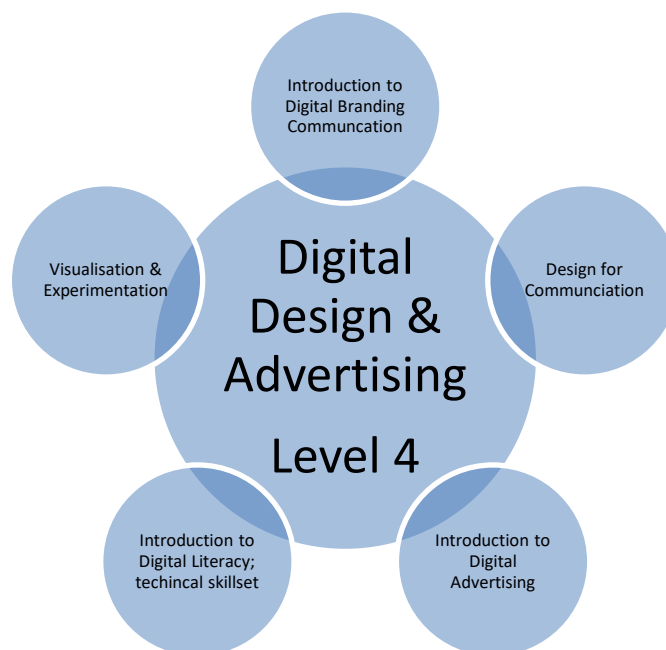 Introduction to
Digital Branding
Communcation
Visualisation &
Experimentation
Digital
Design &
Advertising
Level 4
Design for
Communciation
Introduction to
Digital Literacy;
techincal skillset
Introduction to
Digital
Advertising